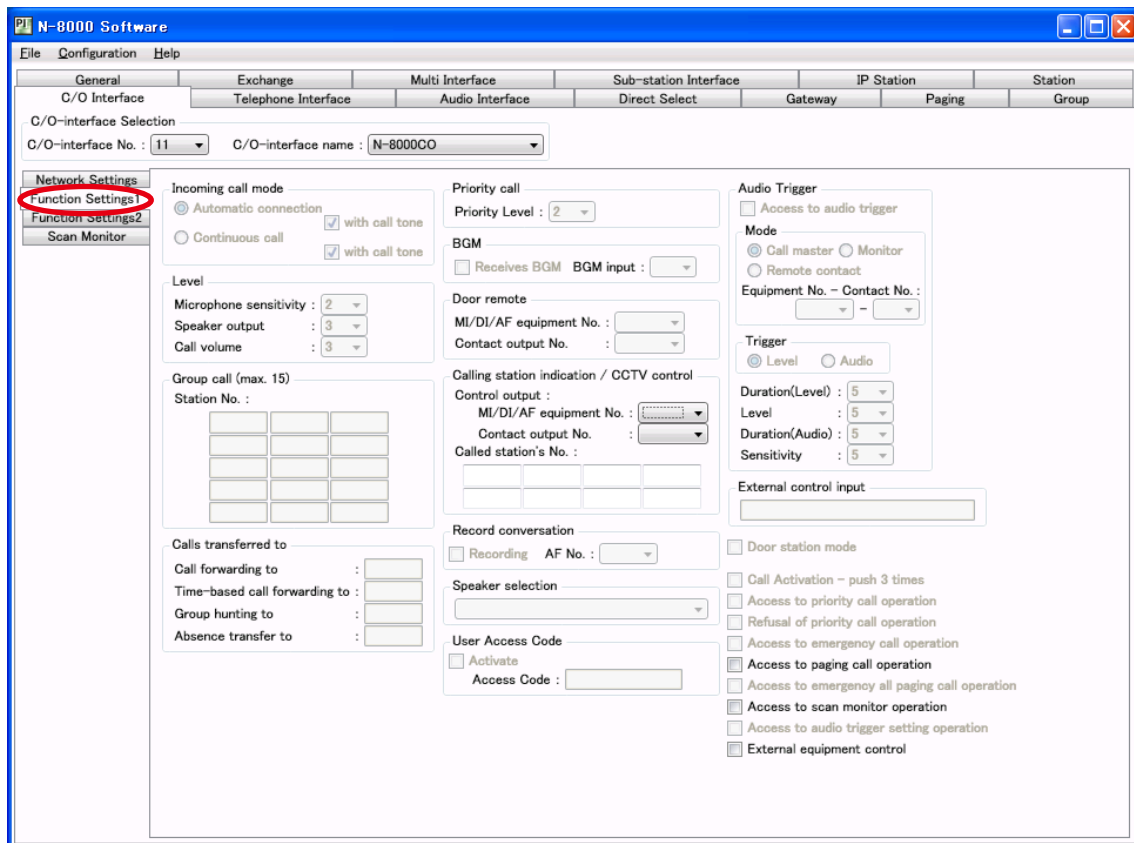 N-8000 Software
File Configuration Help
General Exchange Multi Interface Sub-station Interface IP Station Station
C/O Interface Telephone Interface Audio Interface Direct Select Gateway Paging Group
C/O-interface Selection
C/O-interface No. : 11 C/O-interface name : N-8000CO
Network Settings
Function Settings1
Function Settings2
Scan Monitor
Incoming call mode
Automatic connection
with call tone
Continuous call
with call tone
Level
Microphone sensitivity : 2
Speaker output : 3
Call volume : 3
Group call (max. 15)
Station No. :
Calls transferred to
Call forwarding to :
Time-based call forwarding to :
Group hunting to :
Absence transfer to :
Priority call
Priority Level : 2
BGM
Receives BGM BGM input :
Door remote
MI/DI/AF equipment No. :
Contact output No. :
Calling station indication / CCTV control
Control output :
MI/DI/AF equipment No. :
Contact output No. :
Called station's No. :
Record conversation
Recording AF No. :
Speaker selection
User Access Code
Activate
Access Code :
Audio Trigger
Access to audio trigger
Mode
Call master Monitor
Remote contact
Equipment No. - Contact No. :
-
Trigger
Level Audio
Duration(Level) : 5
Level : 5
Duration(Audio) : 5
Sensitivity : 5
External control input
Door station mode
Call Activation - push 3 times
Access to priority call operation
Refusal of priority call operation
Access to emergency call operation
Access to paging call operation
Access to emergency all paging call operation
Access to scan monitor operation
Access to audio trigger setting operation
External equipment control